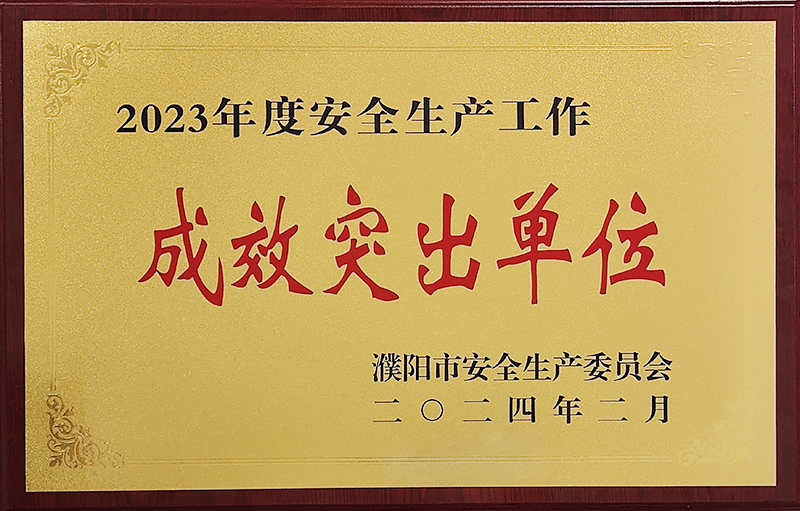 2023年度安全生产工作
成效突出单位
濮阳市安全生产委员会
二〇二四年二月